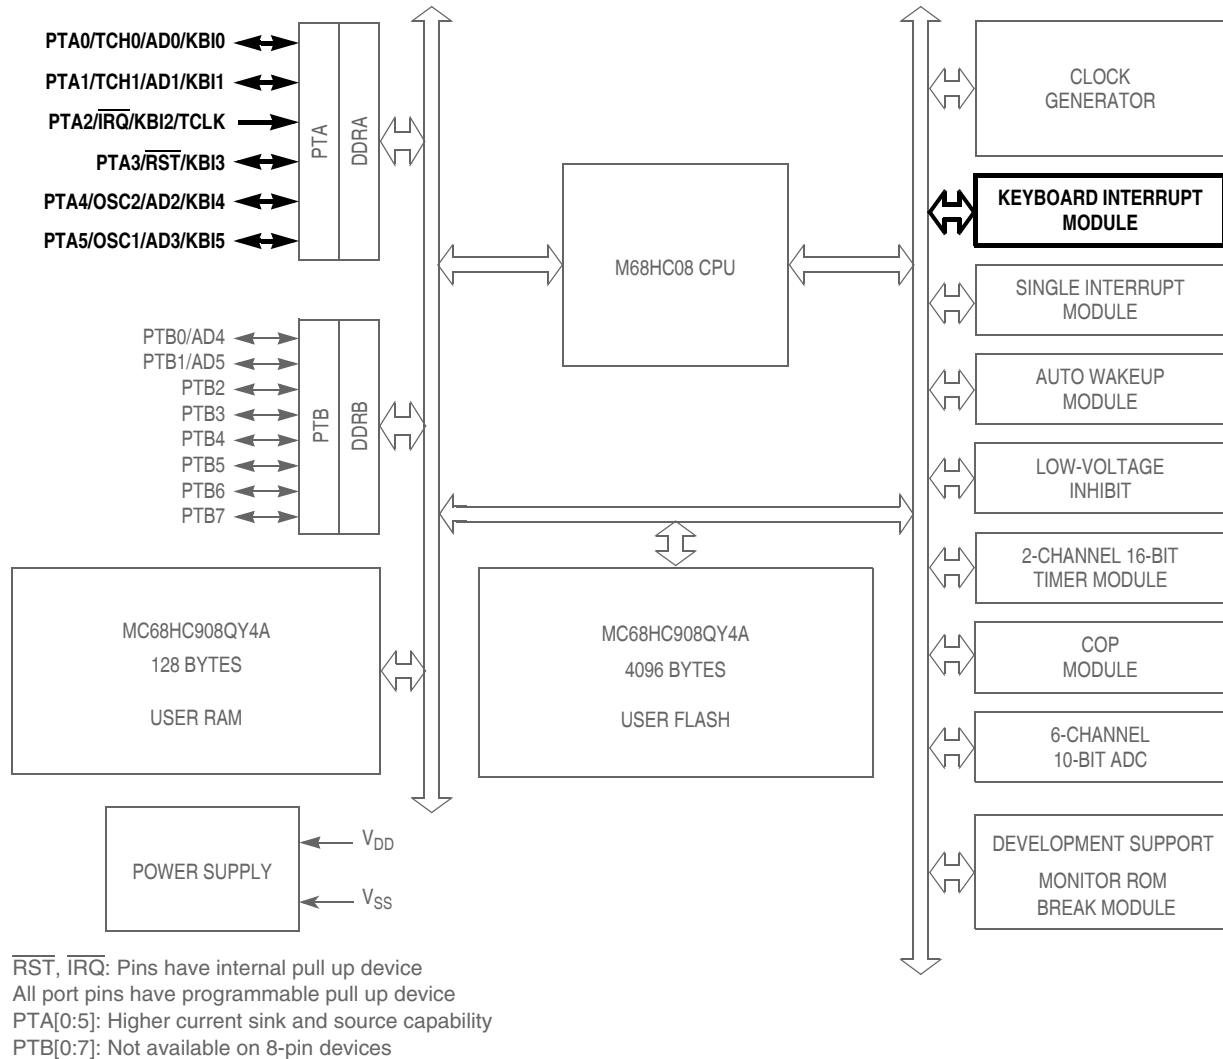 PTA0/TCH0/AD0/KBI0
PTA1/TCH1/AD1/KBI1
PTA2/IRQ/KBI2/TCLK
PTA3/RST/KBI3
PTA4/OSC2/AD2/KBI4
PTA5/OSC1/AD3/KBI5
PTA
DDRA
PTB0/AD4
PTB1/AD5
PTB2
PTB3
PTB4
PTB5
PTB6
PTB7
PTB
DDRB
M68HC08 CPU
MC68HC908QY4A
128 BYTES
USER RAM
MC68HC908QY4A
4096 BYTES
USER FLASH
POWER SUPPLY
VDD
VSS
CLOCK
GENERATOR
KEYBOARD INTERRUPT
MODULE
SINGLE INTERRUPT
MODULE
AUTO WAKEUP
MODULE
LOW-VOLTAGE
INHIBIT
2-CHANNEL 16-BIT
TIMER MODULE
COP
MODULE
6-CHANNEL
10-BIT ADC
DEVELOPMENT SUPPORT
MONITOR ROM
BREAK MODULE
RST, IRQ: Pins have internal pull up device
All port pins have programmable pull up device
PTA[0:5]: Higher current sink and source capability
PTB[0:7]: Not available on 8-pin devices